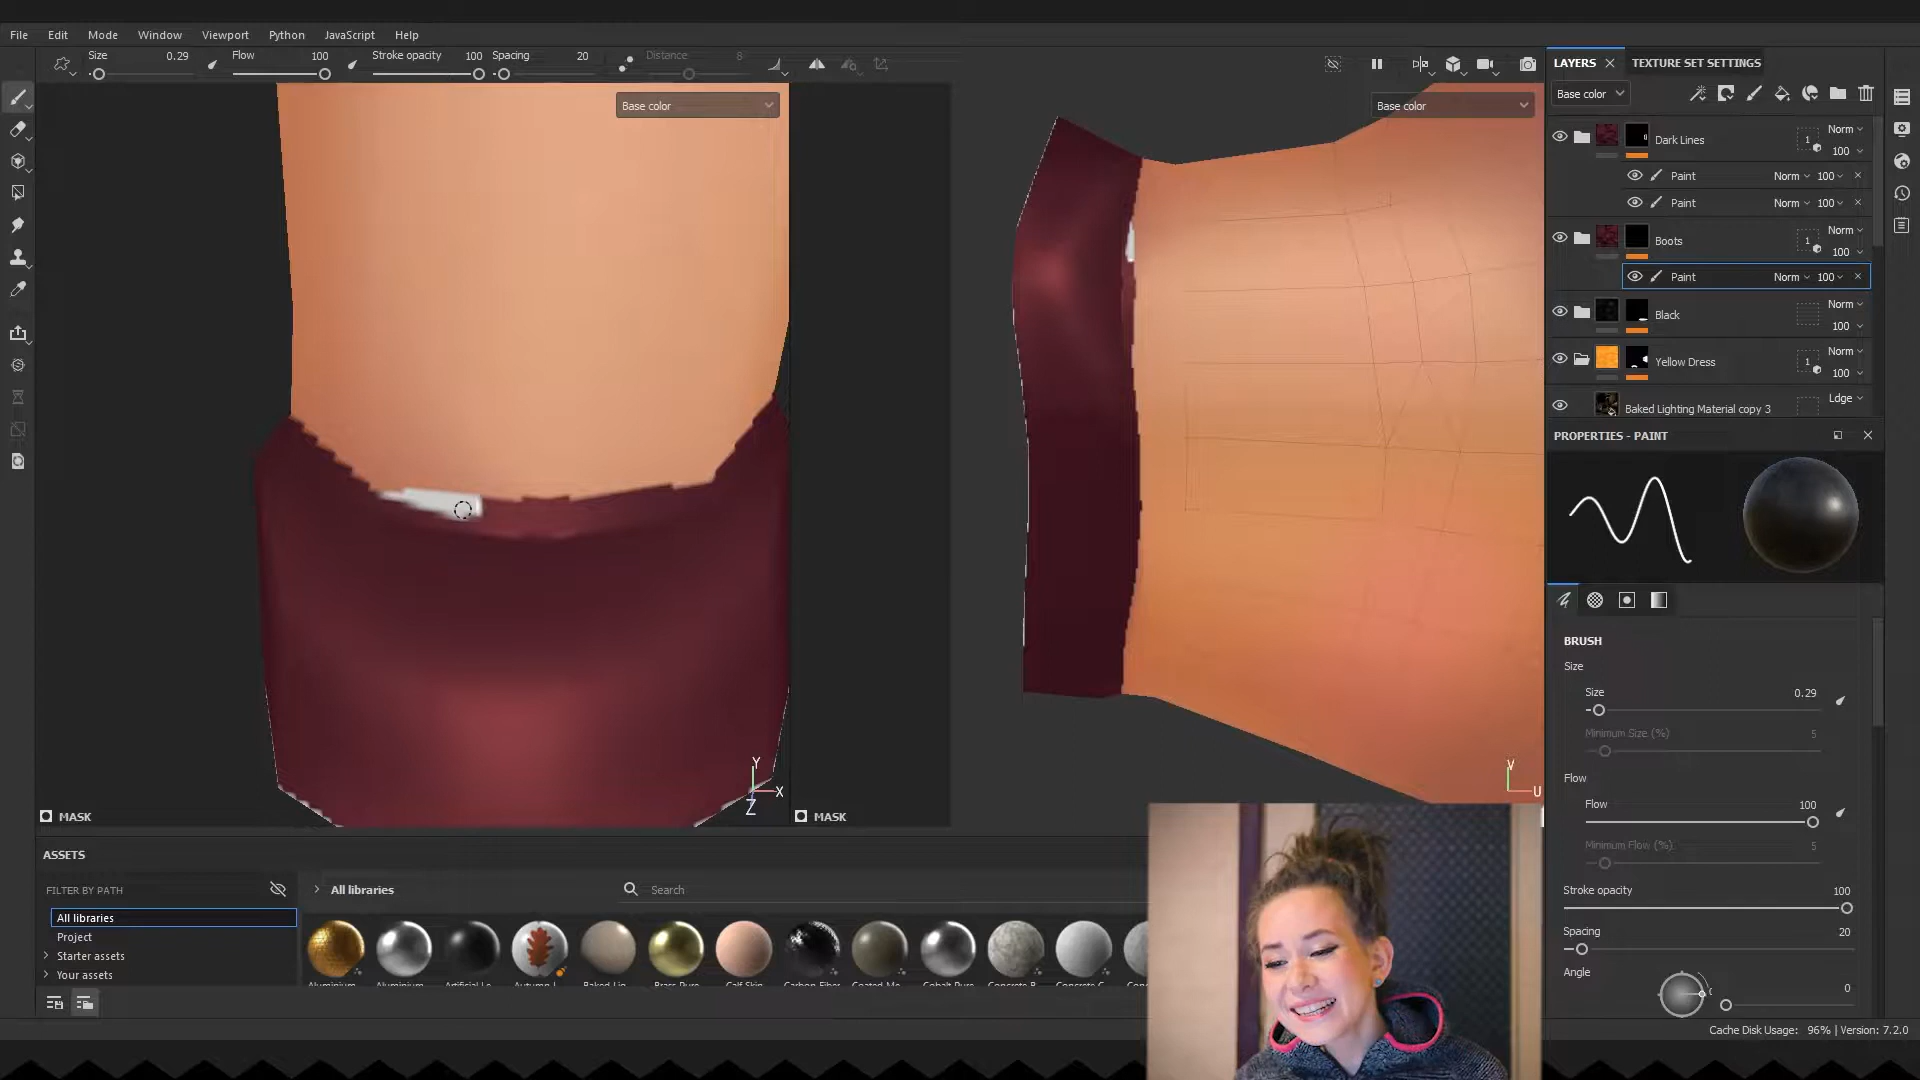 File Edit Mode Window Viewport Python JavaScript Help
Size 0.29 Flow 100 Stroke opacity 100 Spacing 20 Distance 8
Base color
Base color
MASK
MASK
Y
X
Z
V
U
LAYERS TEXTURE SET SETTINGS
Base color
Dark Lines 1 Norm 100
Paint Norm 100
Paint Norm 100
Boots 1 Norm 100
Paint Norm 100
Black Norm 100
Yellow Dress 1 Norm 100
Baked Lighting Material copy 3 Ldge
PROPERTIES - PAINT
BRUSH
Size
Size 0.29
Minimum Size (%) 5
Flow
Flow 100
Minimum Flow (%) 5
Stroke opacity 100
Spacing 20
Angle 0
ASSETS
FILTER BY PATH
All libraries
Search
All libraries
Project
Starter assets
Your assets
Cache Disk Usage: 96% | Version: 7.2.0